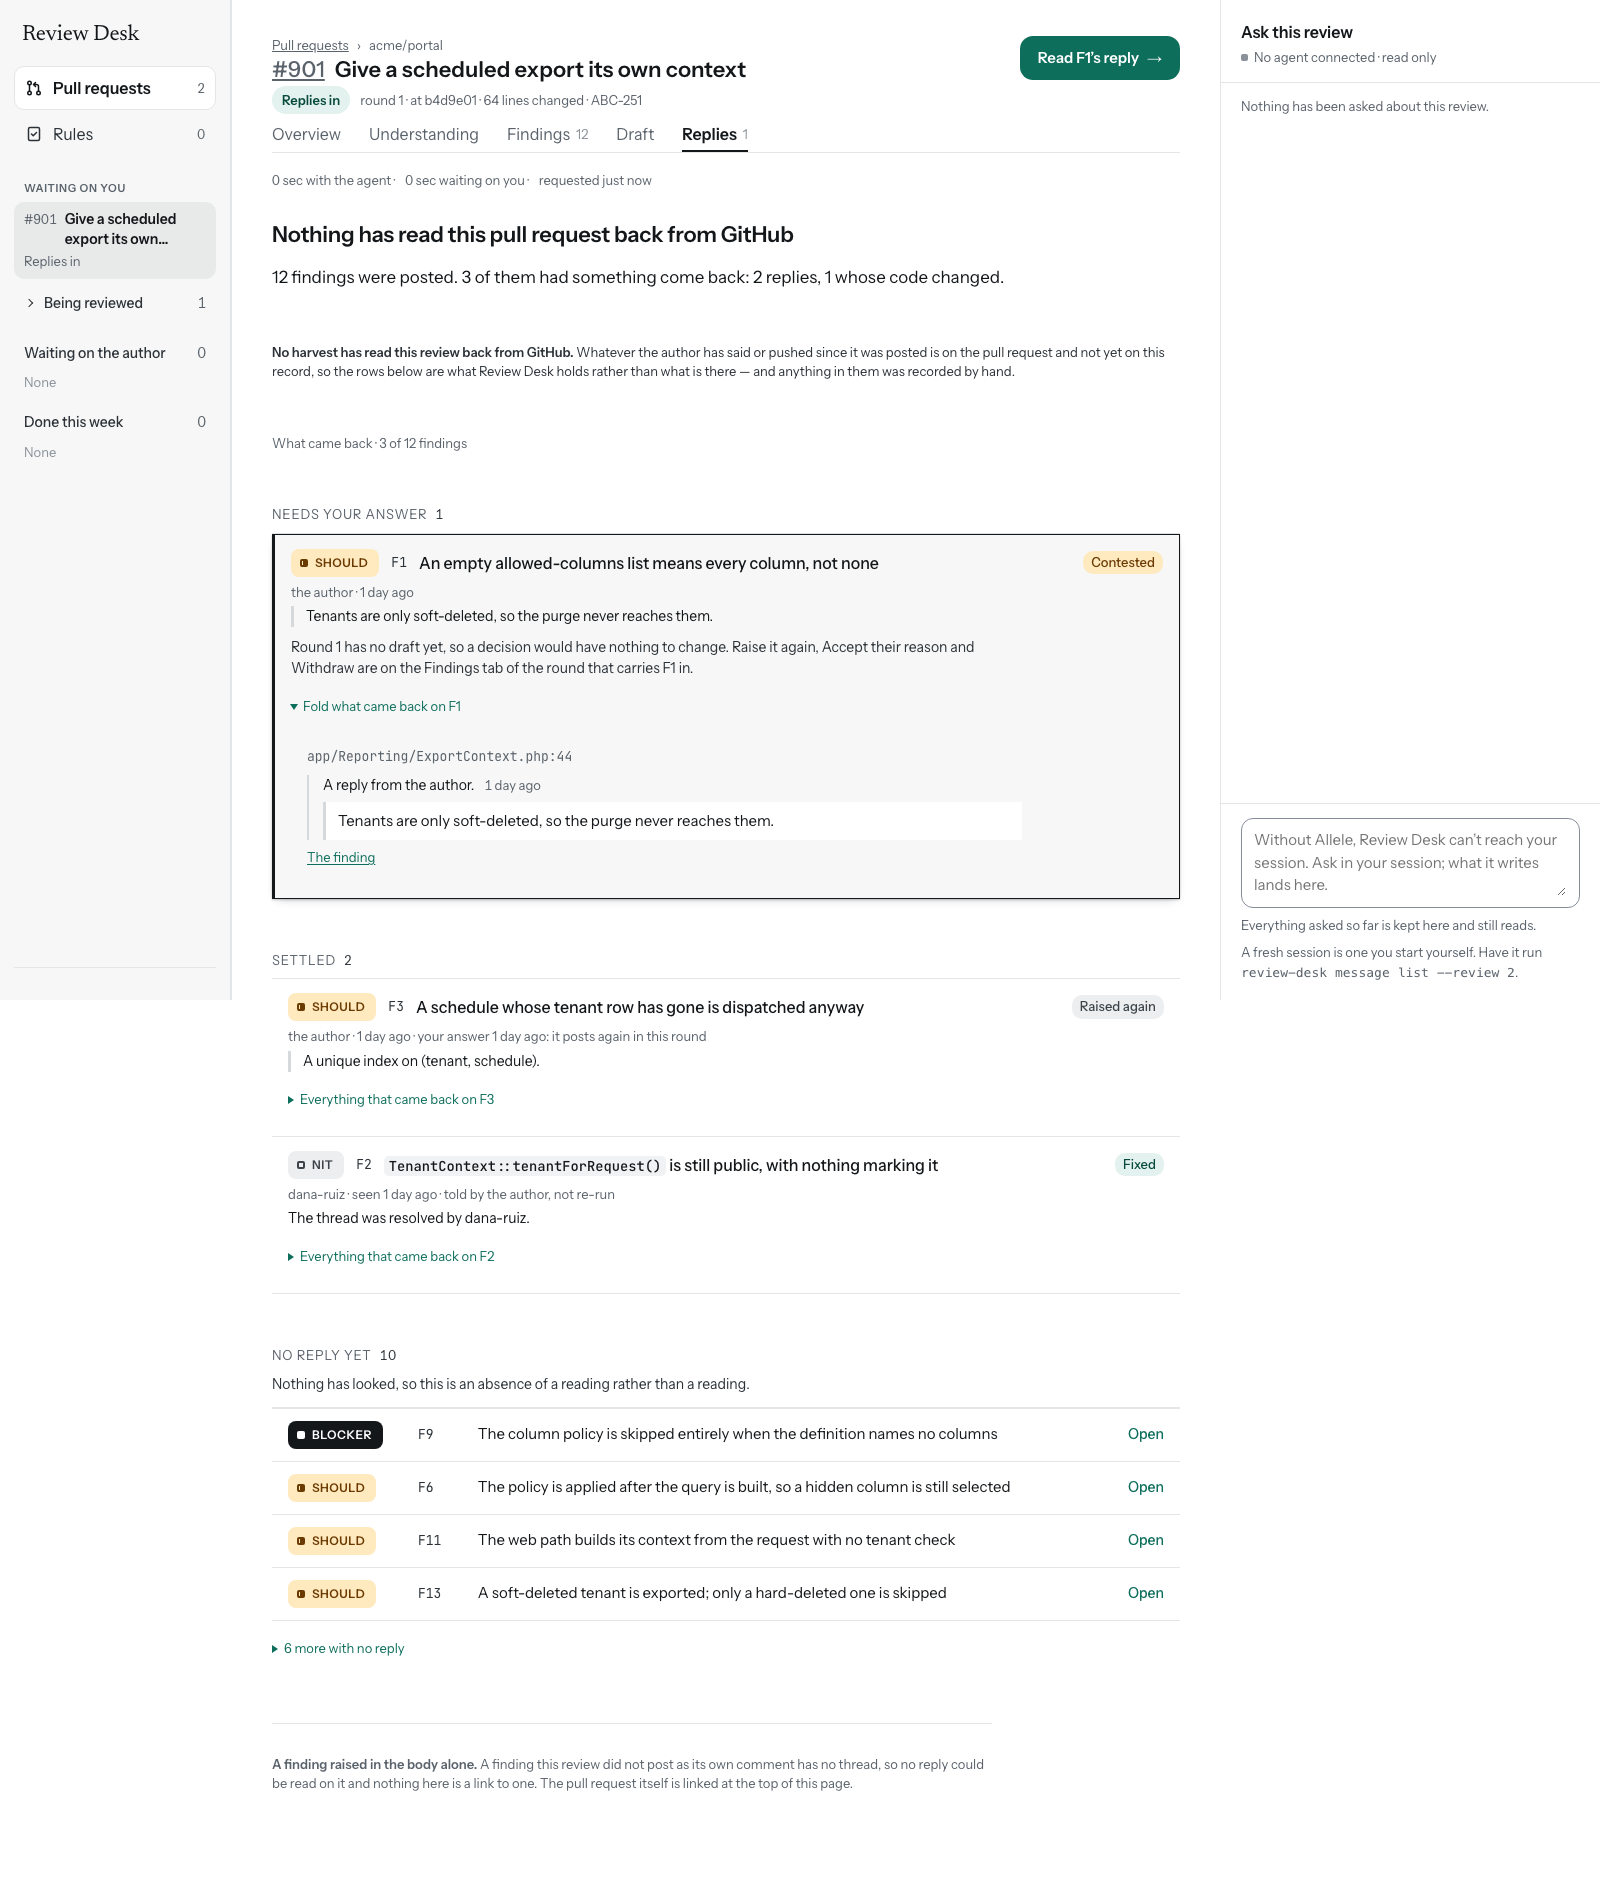 Review Desk
Pull requests 2
Rules 0
WAITING ON YOU
#901 Give a scheduled
export its own...
Replies in
Being reviewed 1
Waiting on the author 0
None
Done this week 0
None
Pull requests › acme/portal
#901 Give a scheduled export its own context
Read F1's reply →
Replies in round 1 · at b4d9e01 · 64 lines changed · ABC-251
Overview Understanding Findings 12 Draft Replies 1
0 sec with the agent · 0 sec waiting on you · requested just now
Nothing has read this pull request back from GitHub
12 findings were posted. 3 of them had something come back: 2 replies, 1 whose code changed.
No harvest has read this review back from GitHub. Whatever the author has said or pushed since it was posted is on the pull request and not yet on this
record, so the rows below are what Review Desk holds rather than what is there — and anything in them was recorded by hand.
What came back · 3 of 12 findings
NEEDS YOUR ANSWER 1
SHOULD F1 An empty allowed-columns list means every column, not none Contested
the author · 1 day ago
Tenants are only soft-deleted, so the purge never reaches them.
Round 1 has no draft yet, so a decision would have nothing to change. Raise it again, Accept their reason and
Withdraw are on the Findings tab of the round that carries F1 in.
Fold what came back on F1
app/Reporting/ExportContext.php:44
A reply from the author. 1 day ago
Tenants are only soft-deleted, so the purge never reaches them.
The finding
SETTLED 2
SHOULD F3 A schedule whose tenant row has gone is dispatched anyway Raised again
the author · 1 day ago · your answer 1 day ago: it posts again in this round
A unique index on (tenant, schedule).
Everything that came back on F3
NIT F2 TenantContext::tenantForRequest() is still public, with nothing marking it Fixed
dana-ruiz · seen 1 day ago · told by the author, not re-run
The thread was resolved by dana-ruiz.
Everything that came back on F2
NO REPLY YET 10
Nothing has looked, so this is an absence of a reading rather than a reading.
BLOCKER F9 The column policy is skipped entirely when the definition names no columns Open
SHOULD F6 The policy is applied after the query is built, so a hidden column is still selected Open
SHOULD F11 The web path builds its context from the request with no tenant check Open
SHOULD F13 A soft-deleted tenant is exported; only a hard-deleted one is skipped Open
6 more with no reply
A finding raised in the body alone. A finding this review did not post as its own comment has no thread, so no reply could
be read on it and nothing here is a link to one. The pull request itself is linked at the top of this page.
Ask this review
No agent connected · read only
Nothing has been asked about this review.
Without Allele, Review Desk can't reach your
session. Ask in your session; what it writes
lands here.
Everything asked so far is kept here and still reads.
A fresh session is one you start yourself. Have it run
review-desk message list --review 2.